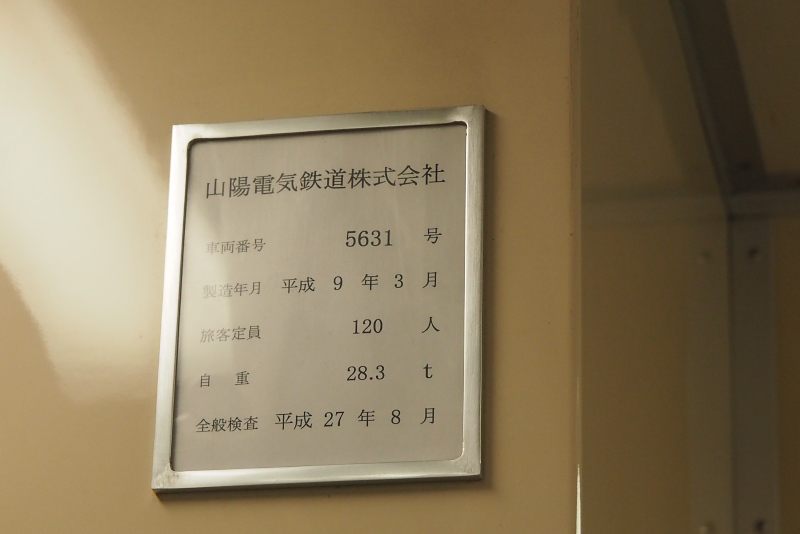 山陽電気鉄道株式会社
車両番号 5631 号
製造年月 平成 9 年 3 月
旅客定員 120 人
自重 28.3 t
全般検査 平成 27 年 8 月